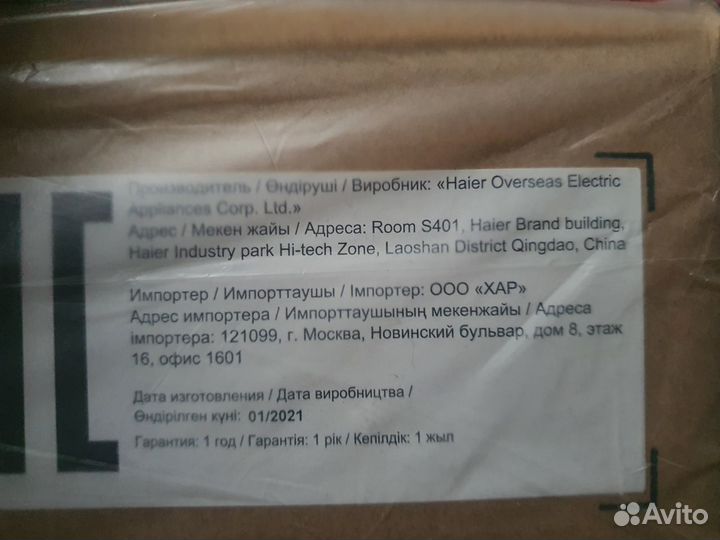 Производитель / Өндіруші / Виробник: «Haier Overseas Electric
Appliances Corp. Ltd.»
Адрес / Мекен жайы / Адреса: Room S401, Haier Brand building,
Haier Industry park Hi-tech Zone, Laoshan District Qingdao, China
Импортер / Импорттаушы / Імпортер: ООО «ХАР»
Адрес импортера / Импорттаушының мекенжайы / Адреса
імпортера: 121099, г. Москва, Новинский бульвар, дом 8, этаж
16, офис 1601
Дата изготовления / Дата виробництва /
Өндірілген күні: 01/2021
Гарантия: 1 год / Гарантія: 1 рік / Кепілдік: 1 жыл
Avito